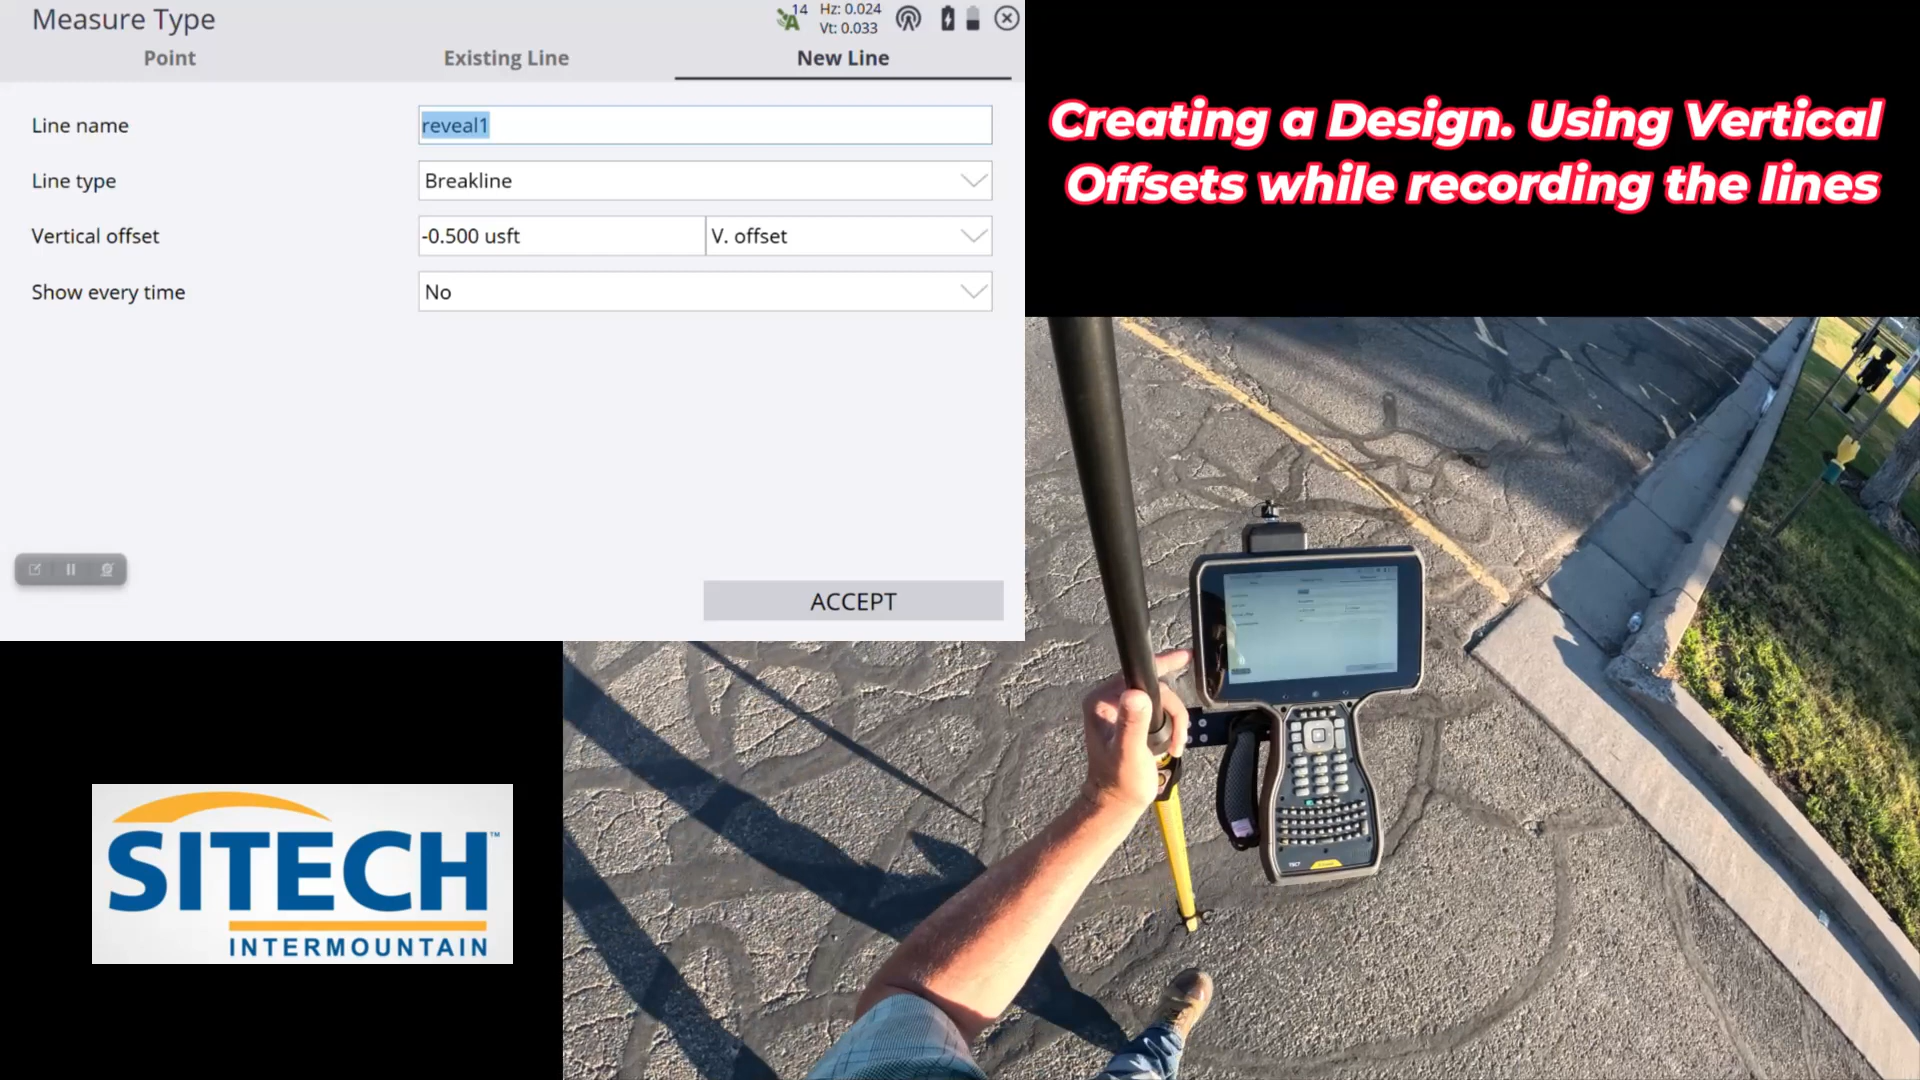 Measure Type
14
Hz: 0.024
Vt: 0.033
Point
Existing Line
New Line
Line name
reveal1
Line type
Breakline
Vertical offset
-0.500 usft
V. offset
Show every time
No
ACCEPT
Creating a Design. Using Vertical
Offsets while recording the lines
SITECH™
INTERMOUNTAIN